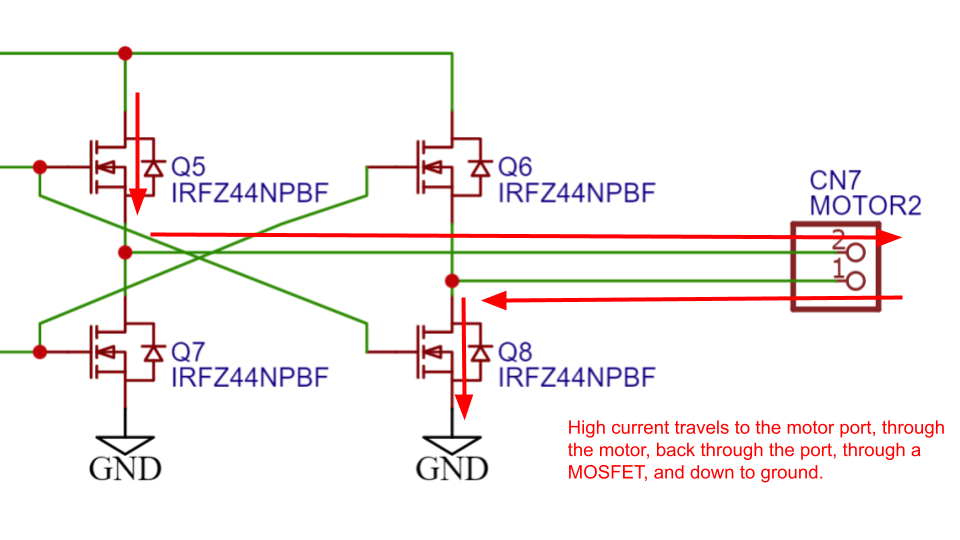 Q5
IRFZ44NPBF
Q6
IRFZ44NPBF
CN7
MOTOR2
2
1
Q7
IRFZ44NPBF
Q8
IRFZ44NPBF
GND
GND
High current travels to the motor port, through
the motor, back through the port, through a
MOSFET, and down to ground.